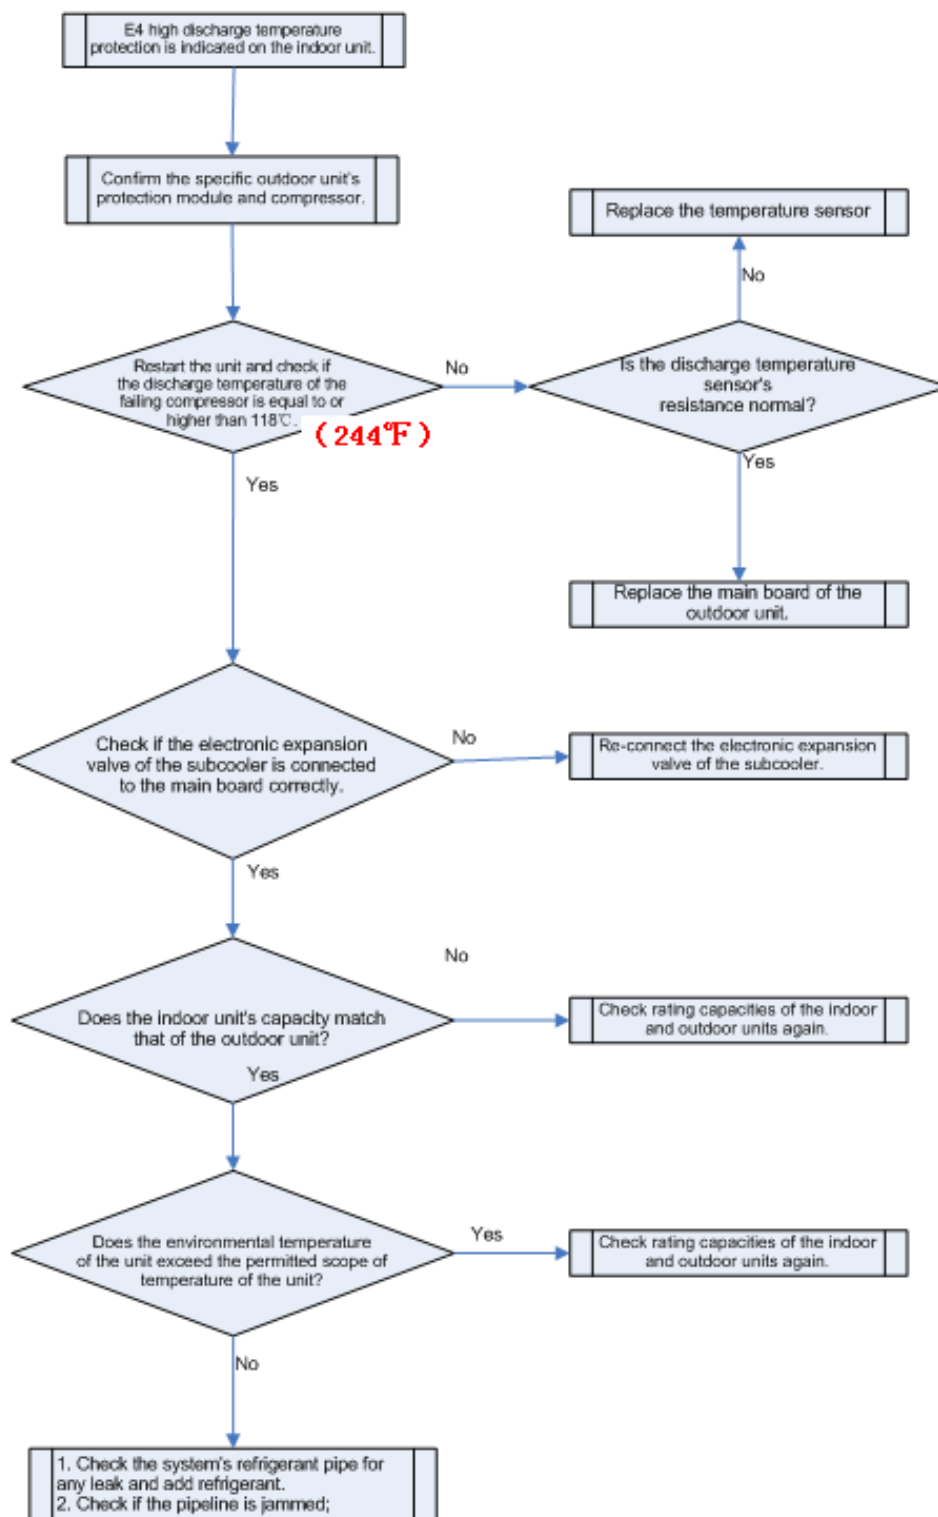 E4 high discharge temperature
protection is indicated on the indoor unit.
Confirm the specific outdoor unit's
protection module and compressor.
Replace the temperature sensor
No
Restart the unit and check if
the discharge temperature of the
failing compressor is equal to or
higher than 118℃.
(244℉)
No
Is the discharge temperature
sensor's
resistance normal?
Yes
Yes
Replace the main board of the
outdoor unit.
Check if the electronic expansion
valve of the subcooler is connected
to the main board correctly.
No
Re-connect the electronic expansion
valve of the subcooler.
Yes
No
Does the indoor unit's capacity match
that of the outdoor unit?
Check rating capacities of the indoor
and outdoor units again.
Yes
Does the environmental temperature
of the unit exceed the permitted scope of
temperature of the unit?
Yes
Check rating capacities of the indoor
and outdoor units again.
No
1. Check the system's refrigerant pipe for
any leak and add refrigerant.
2. Check if the pipeline is jammed;